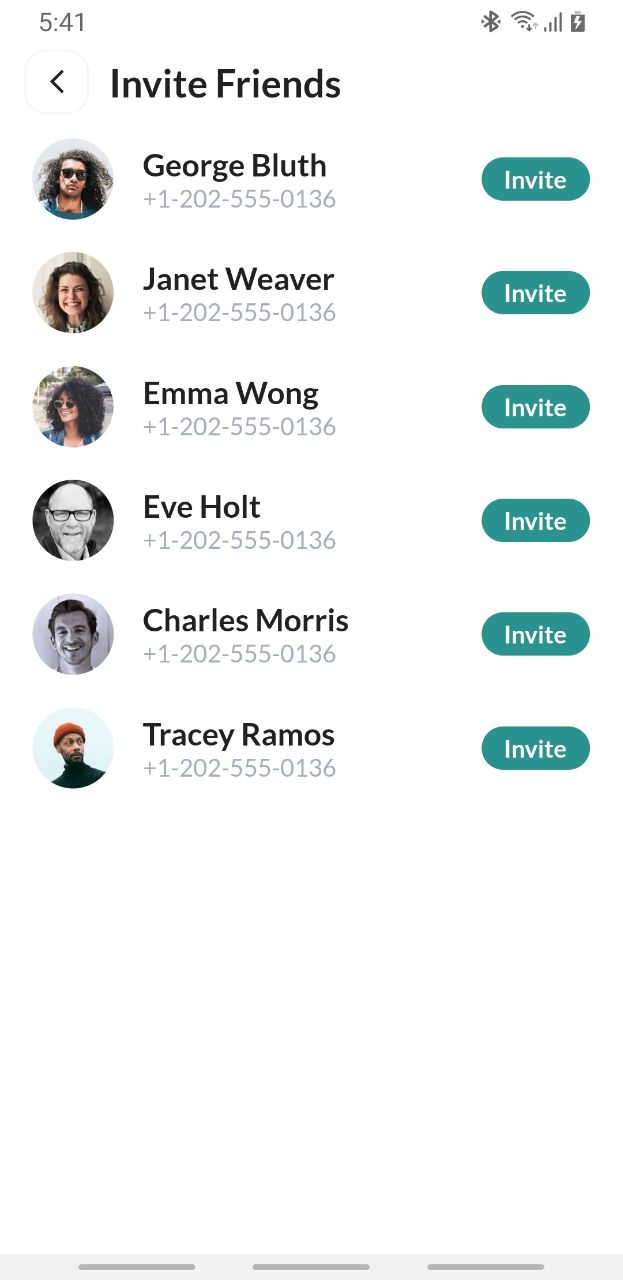 5:41
Invite Friends
George Bluth
+1-202-555-0136
Invite
Janet Weaver
+1-202-555-0136
Invite
Emma Wong
+1-202-555-0136
Invite
Eve Holt
+1-202-555-0136
Invite
Charles Morris
+1-202-555-0136
Invite
Tracey Ramos
+1-202-555-0136
Invite